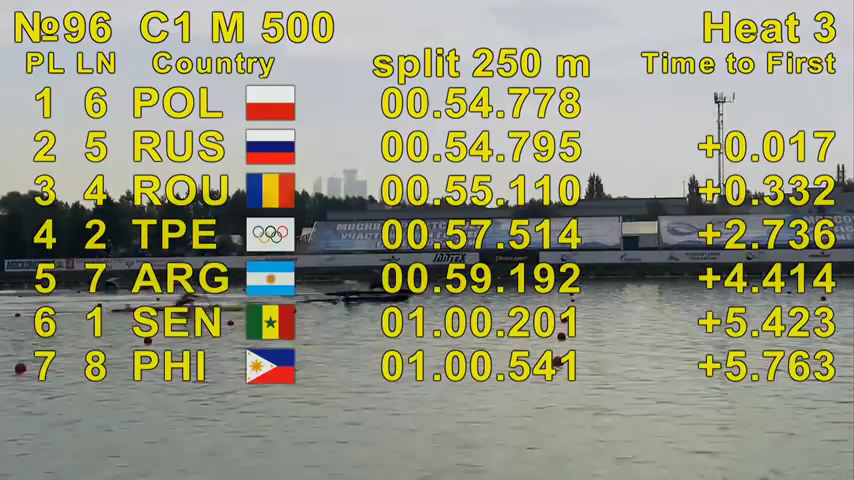 №96 C1 M 500 Heat 3
PL LN Country split 250 m Time to First
1 6 POL 00.54.778
2 5 RUS 00.54.795 +0.017
3 4 ROU 00.55.110 +0.332
4 2 TPE 00.57.514 +2.736
5 7 ARG 00.59.192 +4.414
6 1 SEN 01.00.201 +5.423
7 8 PHI 01.00.541 +5.763